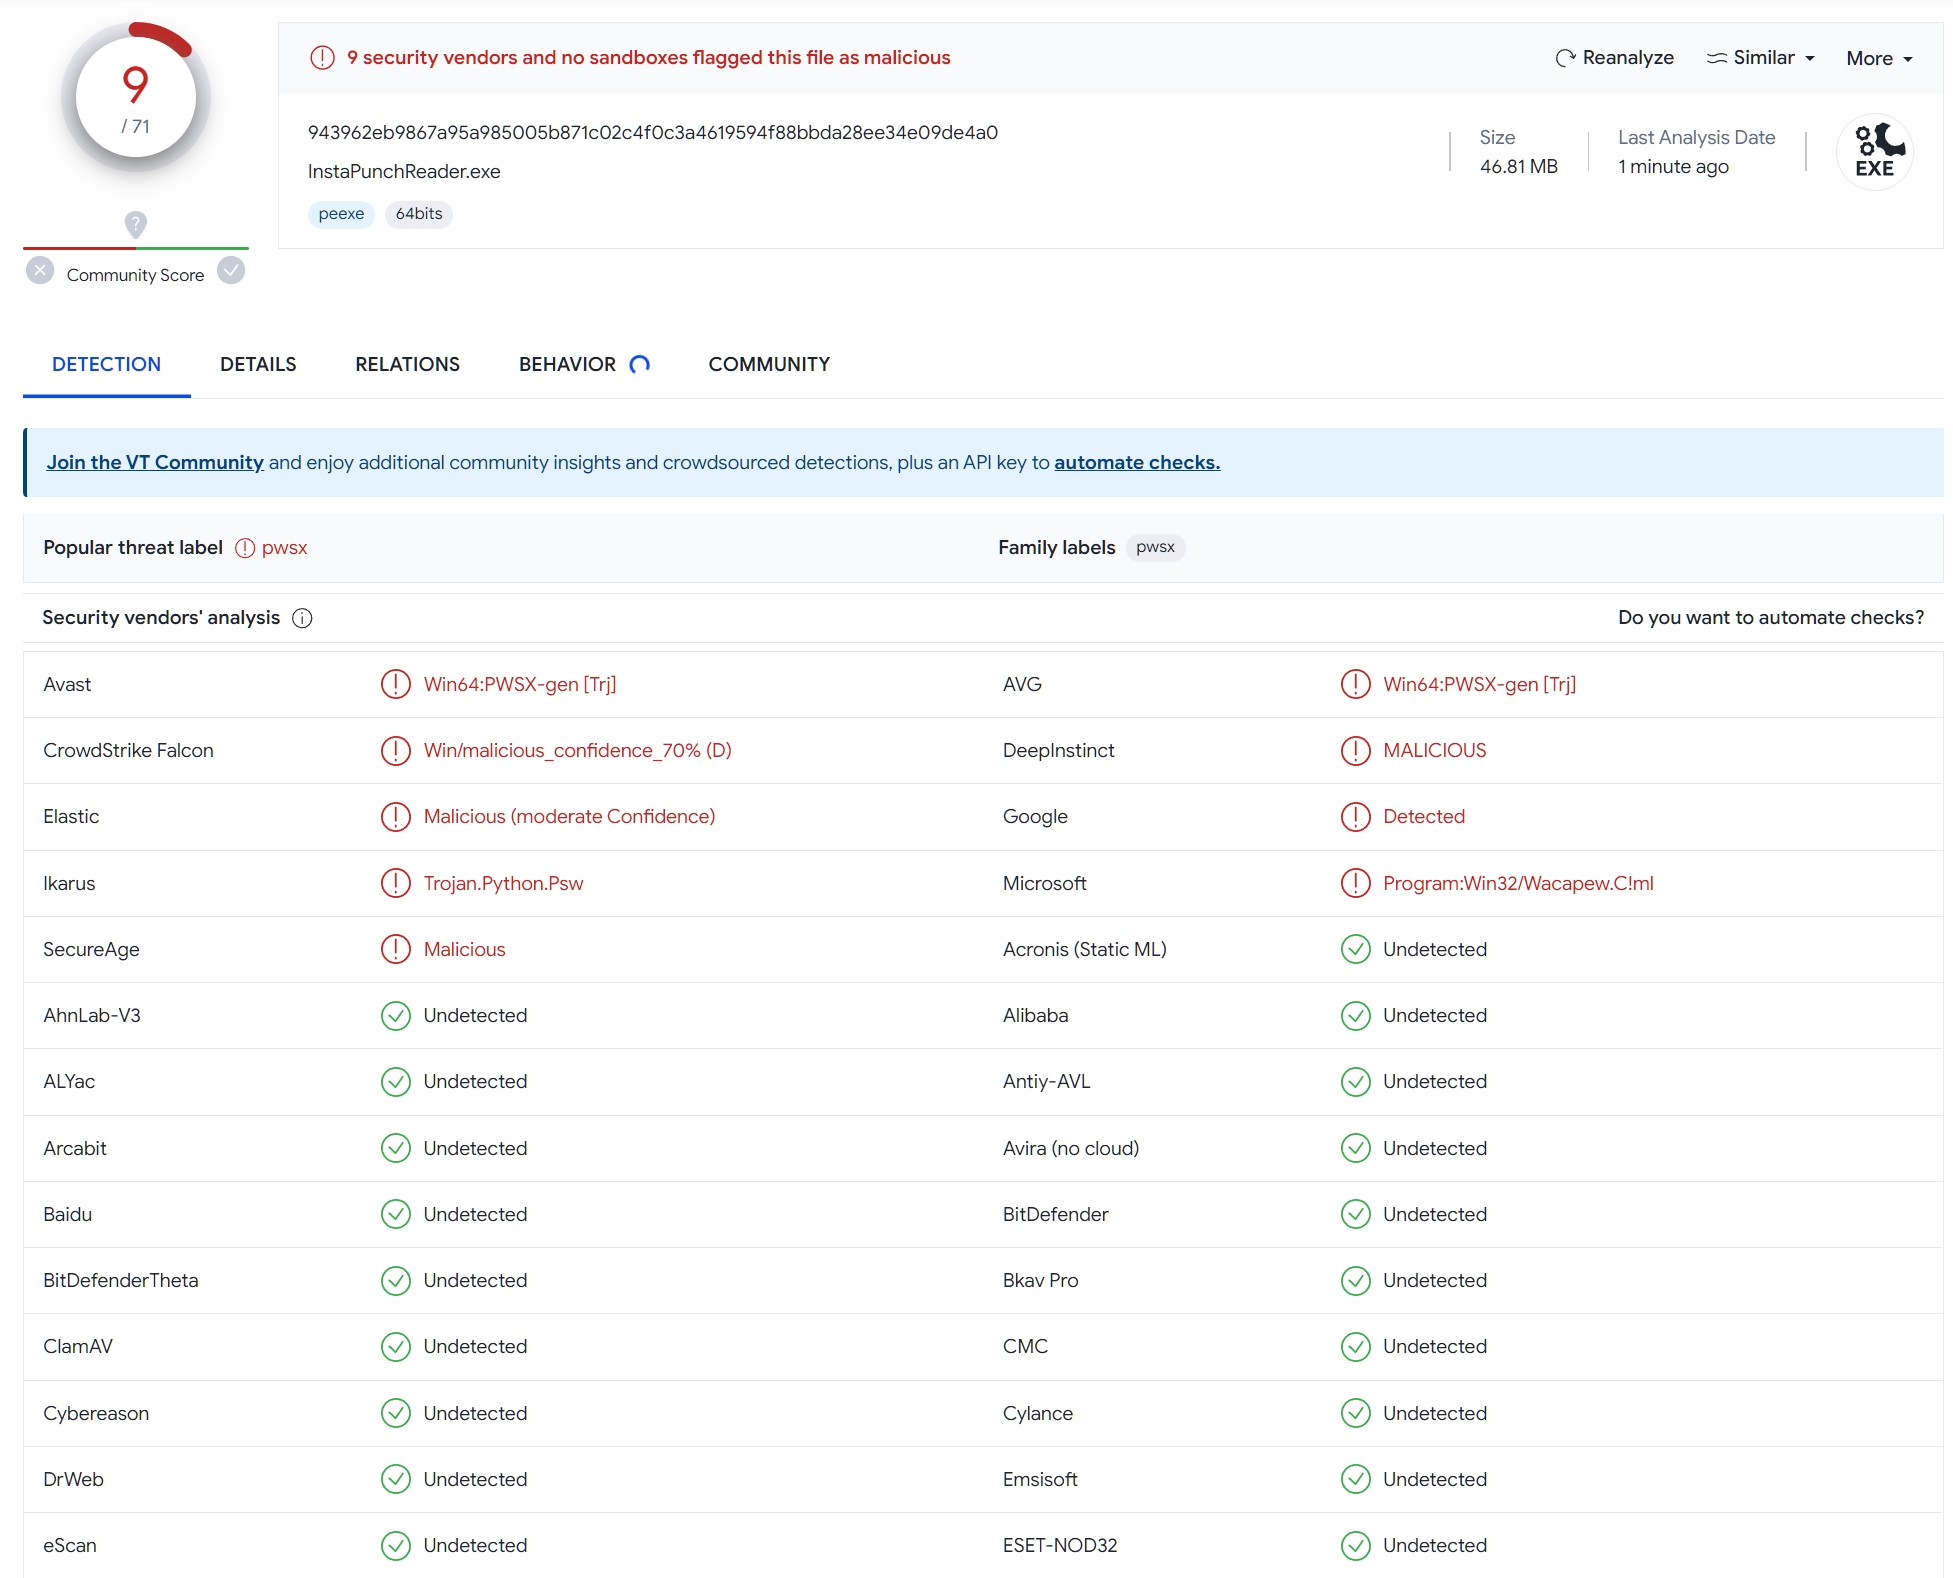 9
/ 71
Community Score
9 security vendors and no sandboxes flagged this file as malicious
Reanalyze
Similar
More
943962eb9867a95a985005b871c02c4f0c3a4619594f88bbda28ee34e09de4a0
InstaPunchReader.exe
peexe
64bits
Size
46.81 MB
Last Analysis Date
1 minute ago
EXE
DETECTION
DETAILS
RELATIONS
BEHAVIOR
COMMUNITY
Join the VT Community and enjoy additional community insights and crowdsourced detections, plus an API key to automate checks.
Popular threat label pwsx
Family labels pwsx
Security vendors' analysis
Do you want to automate checks?
Avast Win64:PWSX-gen [Trj]
AVG Win64:PWSX-gen [Trj]
CrowdStrike Falcon Win/malicious_confidence_70% (D)
DeepInstinct MALICIOUS
Elastic Malicious (moderate Confidence)
Google Detected
Ikarus Trojan.Python.Psw
Microsoft Program:Win32/Wacapew.C!ml
SecureAge Malicious
Acronis (Static ML) Undetected
AhnLab-V3 Undetected
Alibaba Undetected
ALYac Undetected
Antiy-AVL Undetected
Arcabit Undetected
Avira (no cloud) Undetected
Baidu Undetected
BitDefender Undetected
BitDefenderTheta Undetected
Bkav Pro Undetected
ClamAV Undetected
CMC Undetected
Cybereason Undetected
Cylance Undetected
DrWeb Undetected
Emsisoft Undetected
eScan Undetected
ESET-NOD32 Undetected